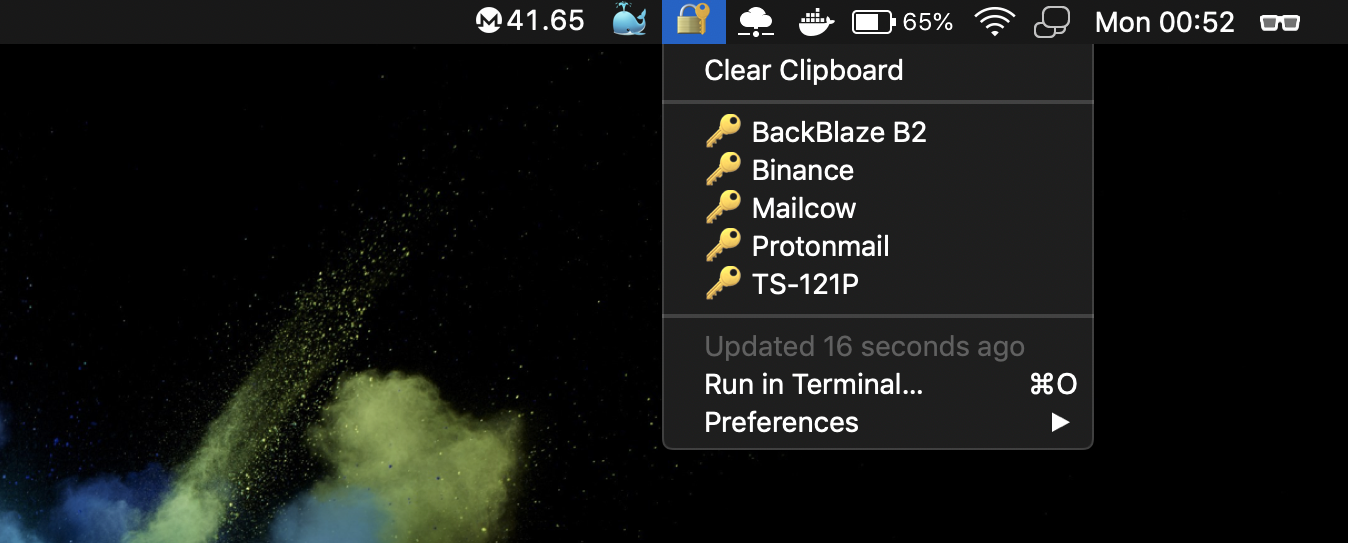 41.65 65% Mon 00:52
Clear Clipboard
BackBlaze B2
Binance
Mailcow
Protonmail
TS-121P
Updated 16 seconds ago
Run in Terminal... ⌘O
Preferences